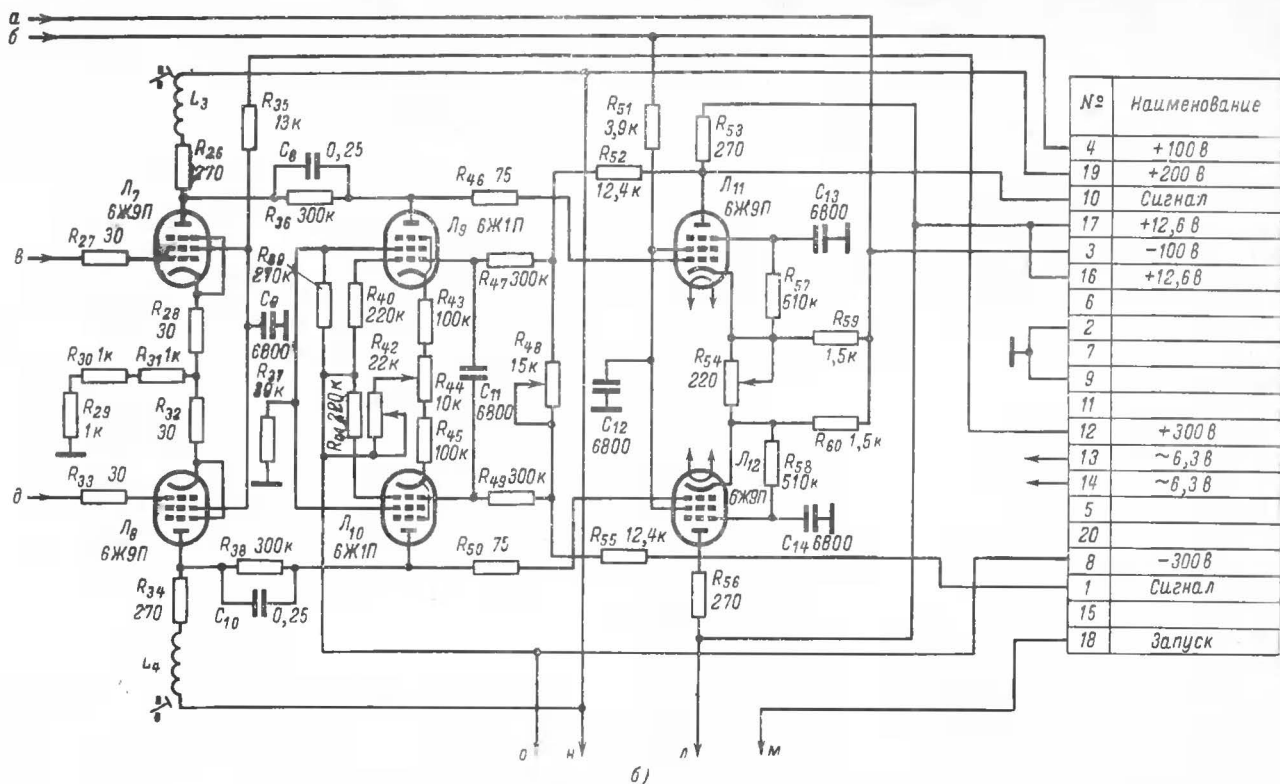 а
б
L₃
R₃₅
13к
R₂₆
270
C₈ 0,25
R₃₆ 300к
Л₇
6Ж9П
R₂₇ 30
в
R₂₈
30
R₃₀ 1к
R₃₁ 1к
R₂₉
1к
R₃₂
30
R₃₃ 30
д
Л₈
6Ж9П
R₃₄
270
L₄
C₉
6800
R₃₇
R₃₈ 300к
C₁₀ 0,25
Л₉
6Ж1П
R₄₀
220к
R₄₂
22к
R₄₃
100к
R₄₄
10к
R₄₅
100к
Л₁₀
6Ж1П
R₄₆ 75
R₄₇ 300к
C₁₁
6800
R₄₈
15к
R₄₉ 300к
R₅₀ 75
R₅₁
3,9к
R₅₂
12,4к
R₅₃
270
Л₁₁
6Ж9П
C₁₃
6800
R₅₇
510к
R₅₉
1,5к
R₅₄
220
C₁₂
6800
R₆₀ 1,5к
R₅₈
510к
Л₁₂
6Ж9П
C₁₄ 6800
R₅₅ 12,4к
R₅₆
270
№ Наименование
4 +100 В
19 +200 В
10 Сигнал
17 +12,6 В
3 -100 В
16 +12,6 В
6
2
7
9
11
12 +300 В
13 ~6,3 В
14 ~6,3 В
5
20
8 -300 В
1 Сигнал
15
18 Запуск
о
н
л
м
б)